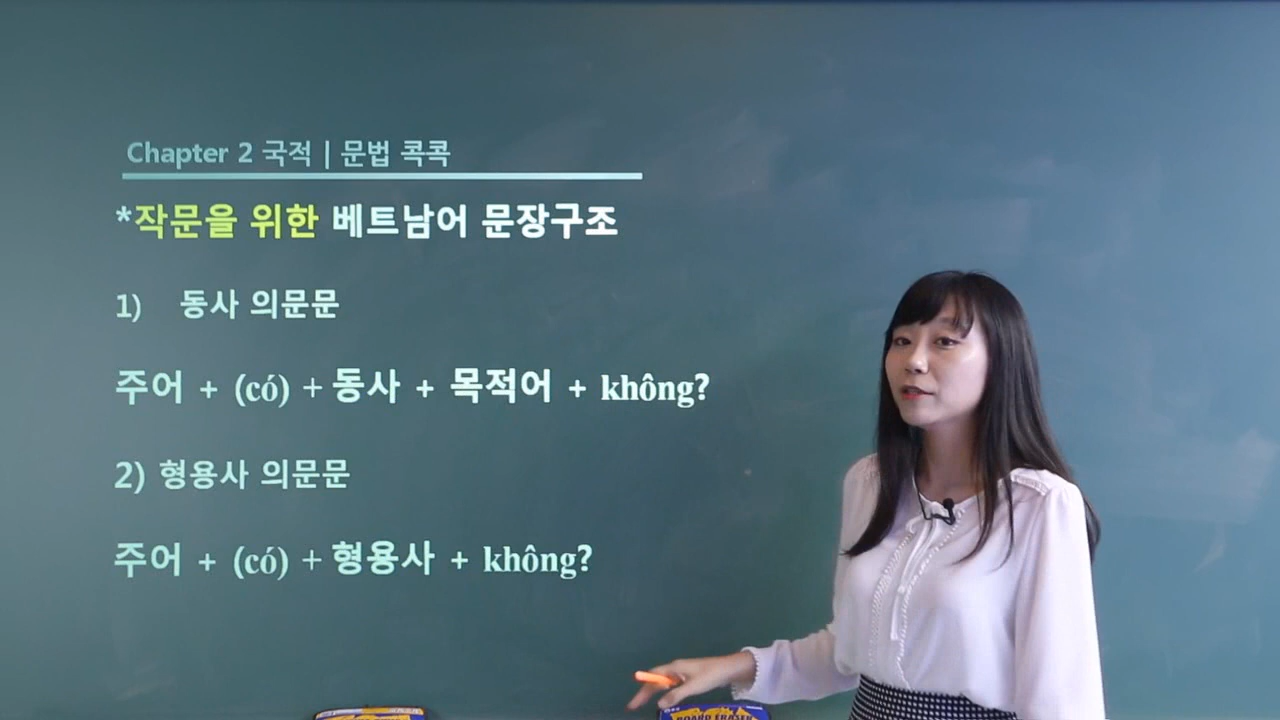 Chapter 2 국적 | 문법 콕콕
*작문을 위한 베트남어 문장구조
1) 동사 의문문
주어 + (có) + 동사 + 목적어 + không?
2) 형용사 의문문
주어 + (có) + 형용사 + không?
BOARD ERASER